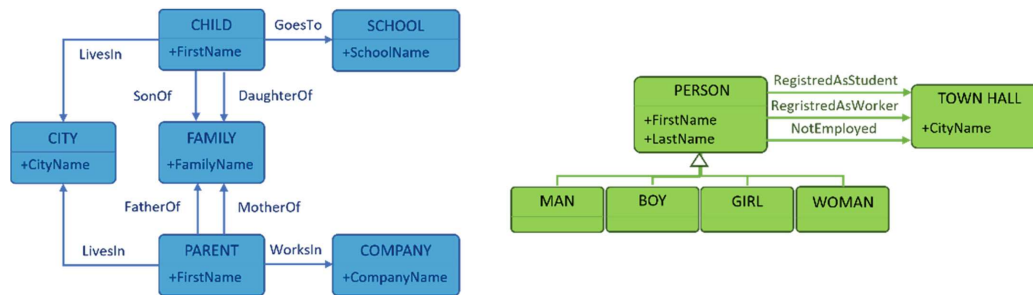 CHILD
+FirstName
GoesTo
SCHOOL
+SchoolName
LivesIn
SonOf
DaughterOf
CITY
+CityName
FAMILY
+FamilyName
FatherOf
MotherOf
LivesIn
PARENT
+FirstName
WorksIn
COMPANY
+CompanyName
PERSON
+FirstName
+LastName
RegistredAsStudent
RregistredAsWorker
NotEmployed
TOWN HALL
+CityName
MAN
BOY
GIRL
WOMAN